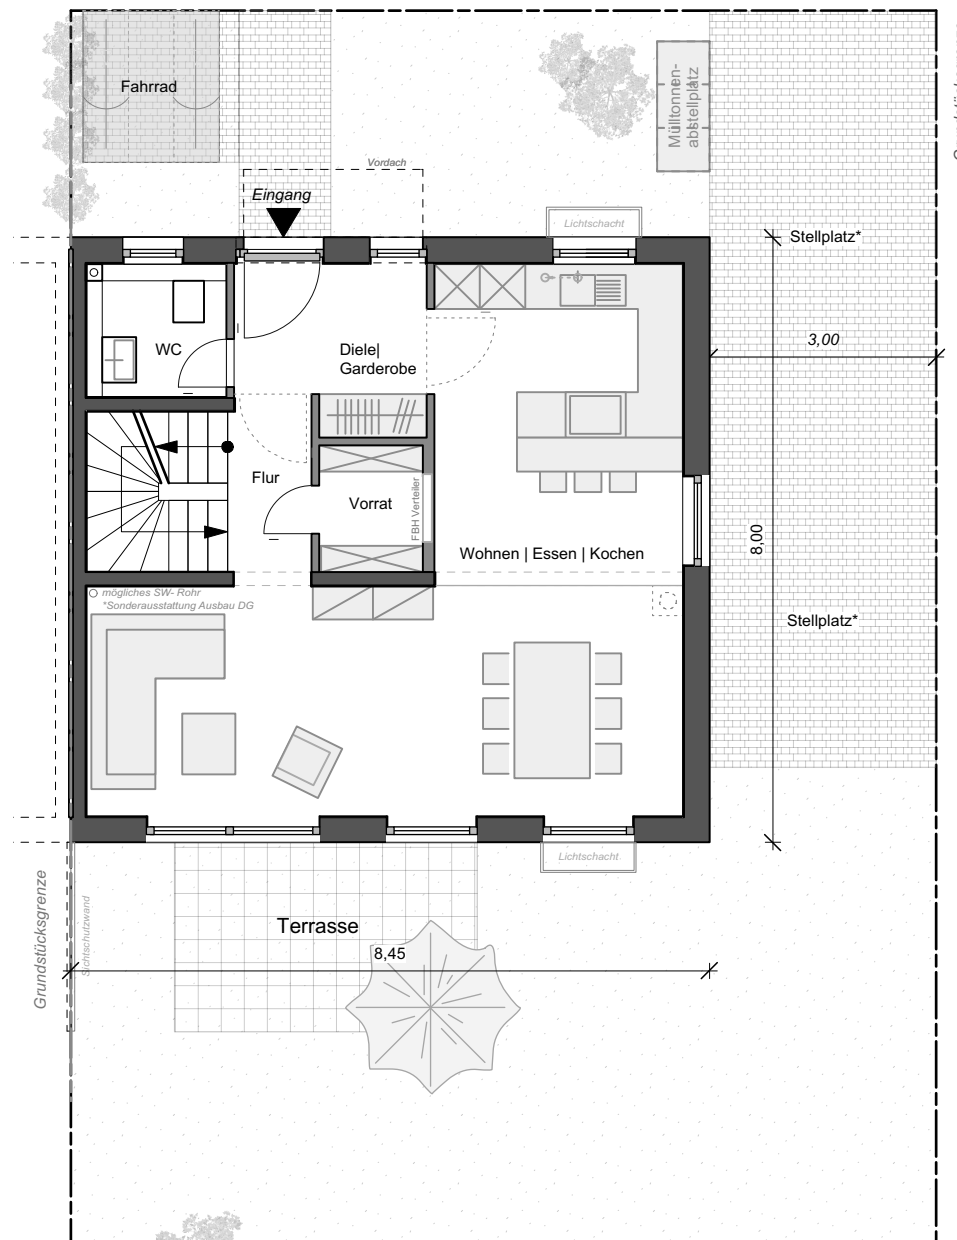 Fahrrad
Mülltonnen-
abstellplatz
Vordach
Eingang
Lichtschacht
Stellplatz*
3,00
WC
Diele|
Garderobe
Flur
Vorrat
FBH Verteiler
8,00
Wohnen | Essen | Kochen
mögliches SW- Rohr
*Sonderausstattung Ausbau DG
Stellplatz*
Lichtschacht
Grundstücksgrenze
Sichtschutzwand
Terrasse
8,45